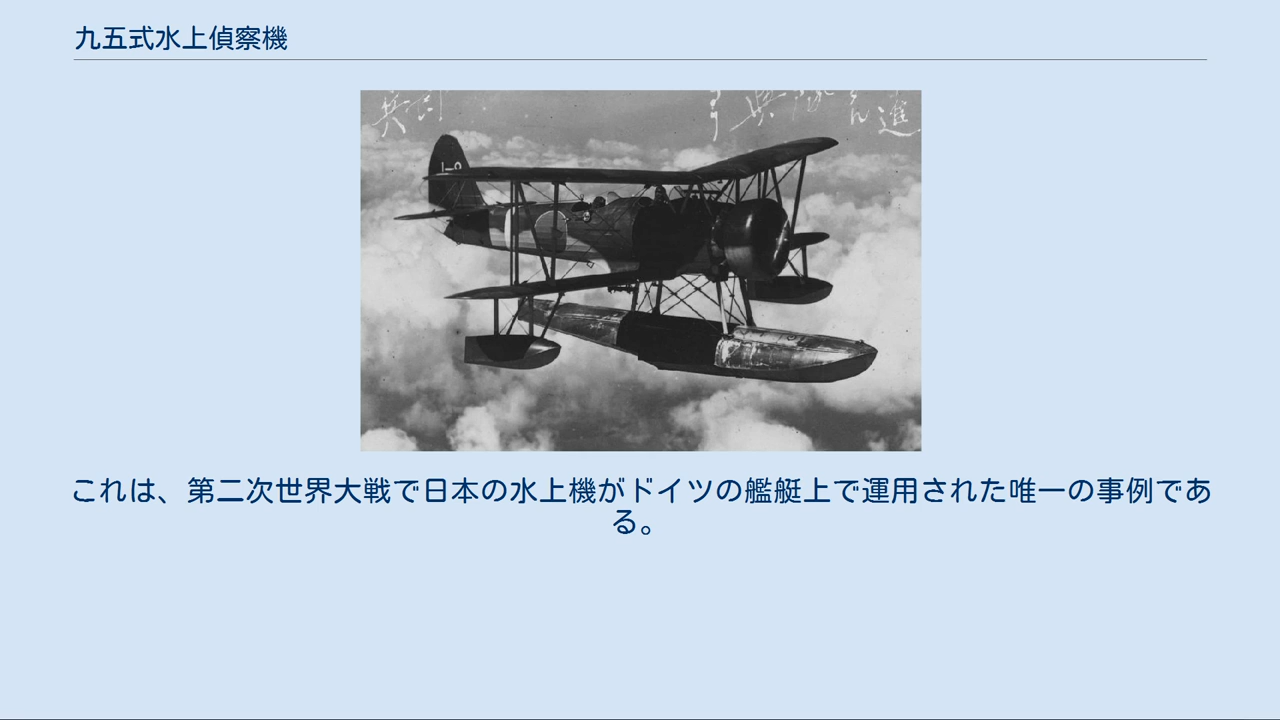 九五式水上偵察機
これは、第二次世界大戦で日本の水上機がドイツの艦艇上で運用された唯一の事例であ
る。